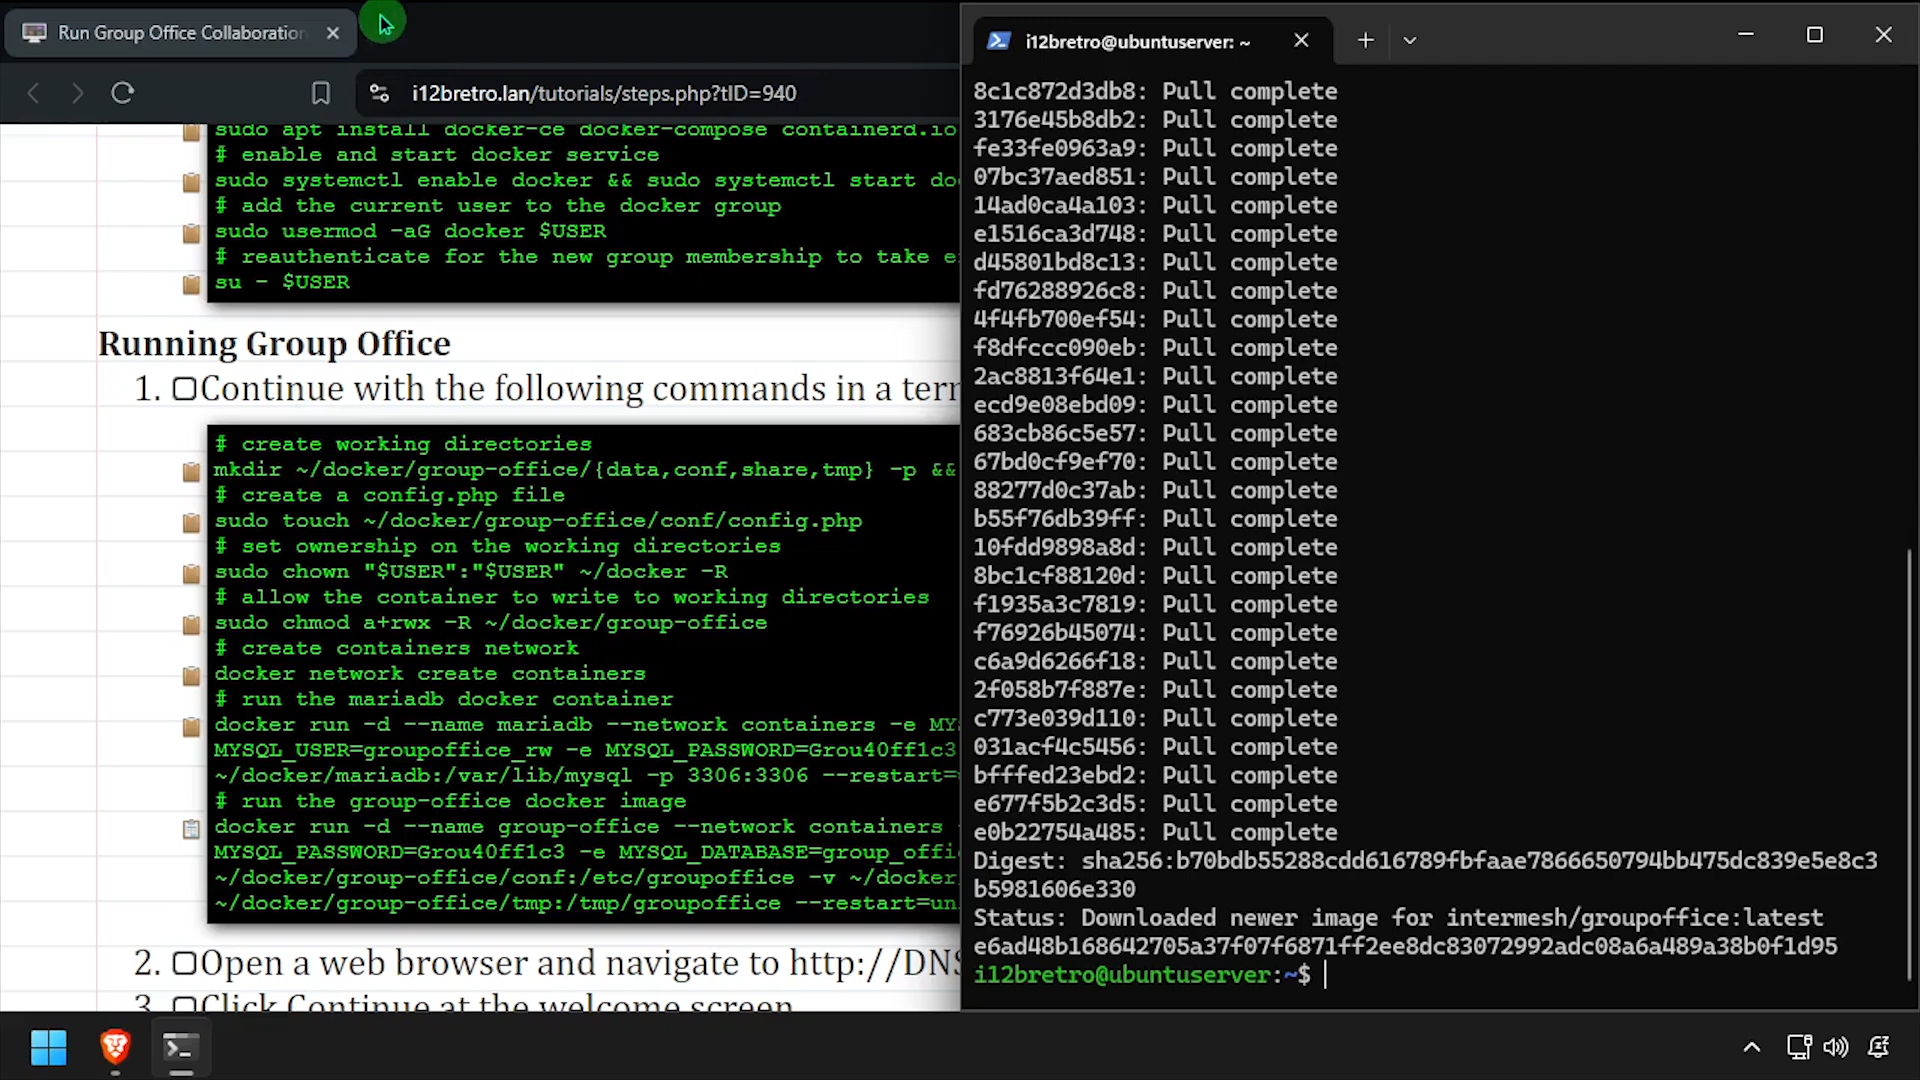 Run Group Office Collaboration
i12bretro.lan/tutorials/steps.php?tID=940
sudo apt install docker-ce docker-compose containerd.io
# enable and start docker service
sudo systemctl enable docker && sudo systemctl start do
# add the current user to the docker group
sudo usermod -aG docker $USER
# reauthenticate for the new group membership to take e
su - $USER
Running Group Office
1. Continue with the following commands in a ter
# create working directories
mkdir ~/docker/group-office/{data,conf,share,tmp} -p &&
# create a config.php file
sudo touch ~/docker/group-office/conf/config.php
# set ownership on the working directories
sudo chown "$USER":"$USER" ~/docker -R
# allow the container to write to working directories
sudo chmod a+rwx -R ~/docker/group-office
# create containers network
docker network create containers
# run the mariadb docker container
docker run -d --name mariadb --network containers -e MY
MYSQL_USER=groupoffice_rw -e MYSQL_PASSWORD=Grou40ff1c3
~/docker/mariadb:/var/lib/mysql -p 3306:3306 --restart=
# run the group-office docker image
docker run -d --name group-office --network containers
MYSQL_PASSWORD=Grou40ff1c3 -e MYSQL_DATABASE=group_offi
~/docker/group-office/conf:/etc/groupoffice -v ~/docker
~/docker/group-office/tmp:/tmp/groupoffice --restart=un
2. Open a web browser and navigate to http://DNS
3. Click Continue at the welcome screen
i12bretro@ubuntuserver: ~
8c1c872d3db8: Pull complete
3176e45b8db2: Pull complete
fe33fe0963a9: Pull complete
07bc37aed851: Pull complete
14ad0ca4a103: Pull complete
e1516ca3d748: Pull complete
d45801bd8c13: Pull complete
fd76288926c8: Pull complete
4f4fb700ef54: Pull complete
f8dfccc090eb: Pull complete
2ac8813f64e1: Pull complete
ecd9e08ebd09: Pull complete
683cb86c5e57: Pull complete
67bd0cf9ef70: Pull complete
88277d0c37ab: Pull complete
b55f76db39ff: Pull complete
10fdd9898a8d: Pull complete
8bc1cf88120d: Pull complete
f1935a3c7819: Pull complete
f76926b45074: Pull complete
c6a9d6266f18: Pull complete
2f058b7f887e: Pull complete
c773e039d110: Pull complete
031acf4c5456: Pull complete
bfffed23ebd2: Pull complete
e677f5b2c3d5: Pull complete
e0b22754a485: Pull complete
Digest: sha256:b70bdb55288cdd616789fbfaae7866650794bb475dc839e5e8c3
b5981606e330
Status: Downloaded newer image for intermesh/groupoffice:latest
e6ad48b168642705a37f07f6871ff2ee8dc83072992adc08a6a489a38b0f1d95
i12bretro@ubuntuserver:~$